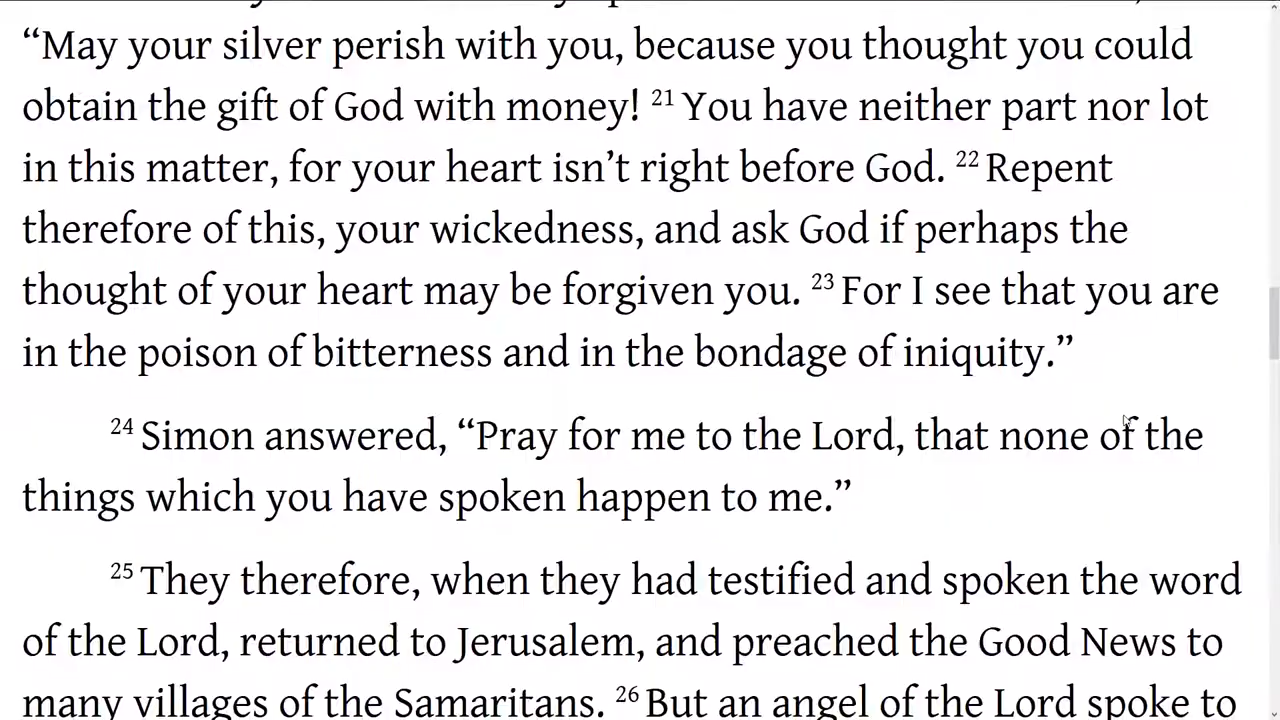 “May your silver perish with you, because you thought you could
obtain the gift of God with money! 21 You have neither part nor lot
in this matter, for your heart isn’t right before God. 22 Repent
therefore of this, your wickedness, and ask God if perhaps the
thought of your heart may be forgiven you. 23 For I see that you are
in the poison of bitterness and in the bondage of iniquity.”
24 Simon answered, “Pray for me to the Lord, that none of the
things which you have spoken happen to me.”
25 They therefore, when they had testified and spoken the word
of the Lord, returned to Jerusalem, and preached the Good News to
many villages of the Samaritans. 26 But an angel of the Lord spoke to